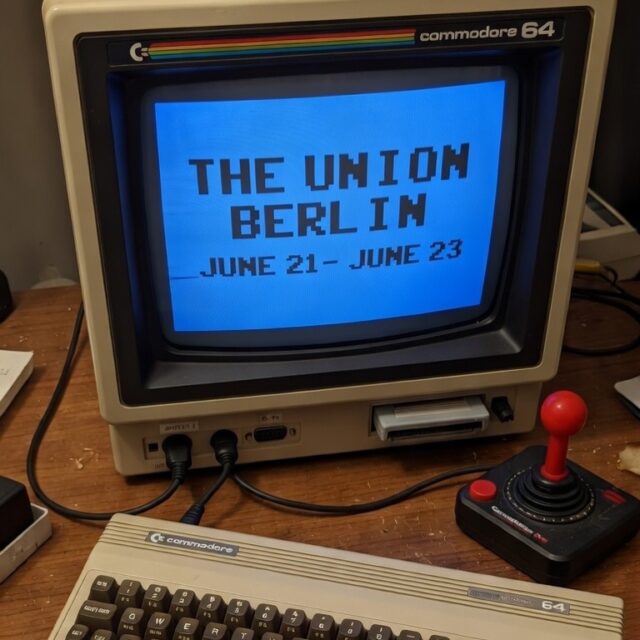 commodore 64
THE UNION
BERLIN
JUNE 21 - JUNE 23
commodore
64
Q W E R T